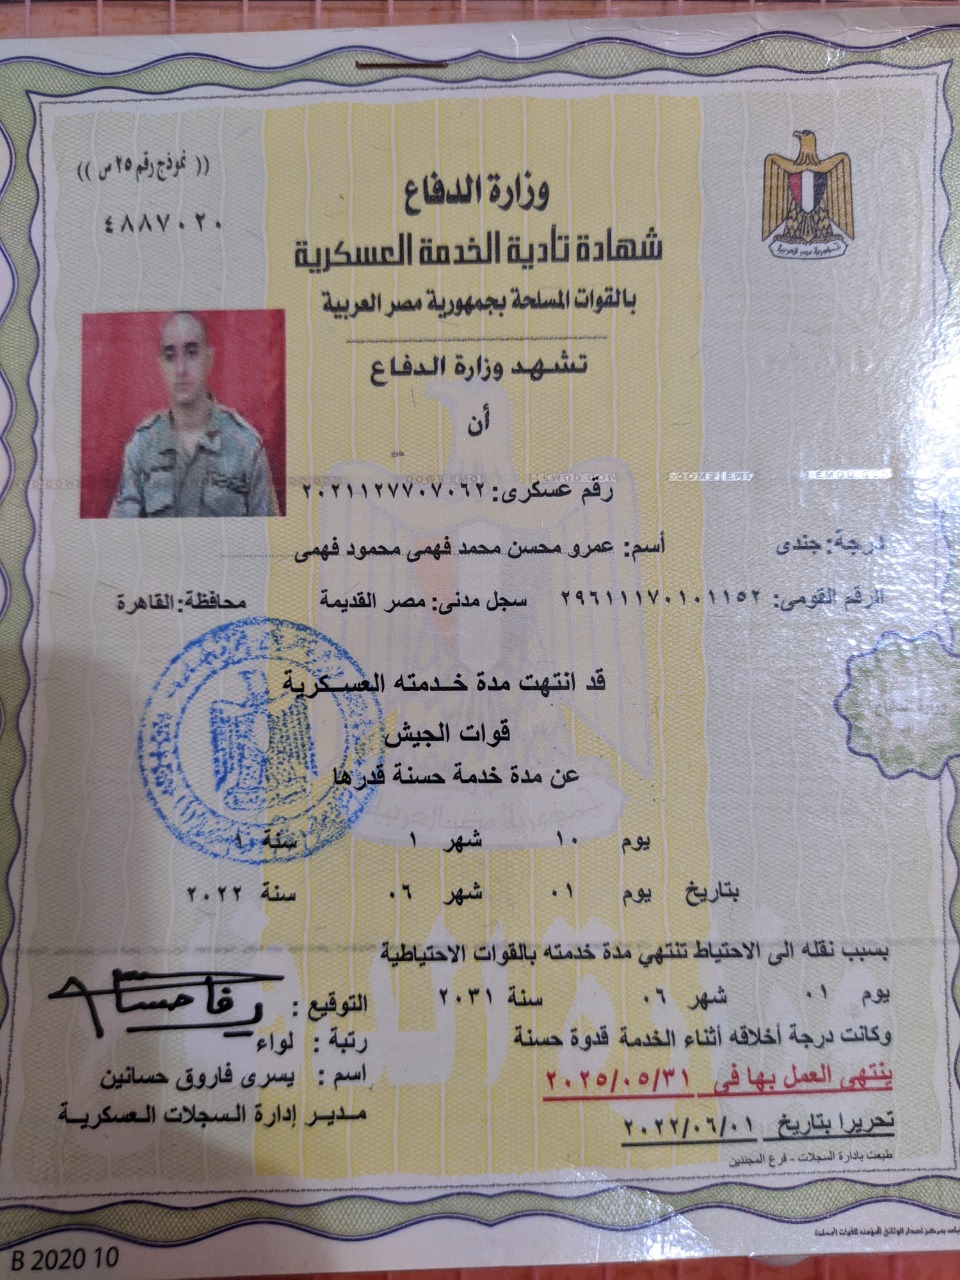 (( نموذج رقم ٢٥ س ))
٤٨٨٧٠٢٠
وزارة الدفاع
شهادة تأدية الخدمة العسكرية
بالقوات المسلحة بجمهورية مصر العربية
تشهد وزارة الدفاع
أن
رقم عسكرى: ٢٠٢١١٢٧٧٠٧٠٦٢
درجة: جندى أسم: عمرو محسن محمد فهمى محمود فهمى
الرقم القومى: ٢٩٦١١١٧٠١٠١١٥٢ سجل مدنى: مصر القديمة محافظة: القاهرة
قد انتهت مدة خدمته العسكرية
قوات الجيش
عن مدة خدمة حسنة قدرها
يوم ١٠ شهر ١ سنة ١
بتاريخ يوم ٠١ شهر ٠٦ سنة ٢٠٢٢
بسبب نقله الى الاحتياط تنتهي مدة خدمته بالقوات الاحتياطية
يوم ٠١ شهر ٠٦ سنة ٢٠٣١
وكانت درجة أخلاقه أثناء الخدمة قدوة حسنة
ينتهى العمل بها فى ٢٠٢٥/٠٥/٣١
تحريرا بتاريخ ٢٠٢٢/٠٦/٠١
طبعت بادارة السجلات - فرع المجندين
التوقيع :
رتبة : لواء
اسم : يسرى فاروق حسانين
مدير إدارة السجلات العسكرية
جمهورية مصر العربية
B 2020 10